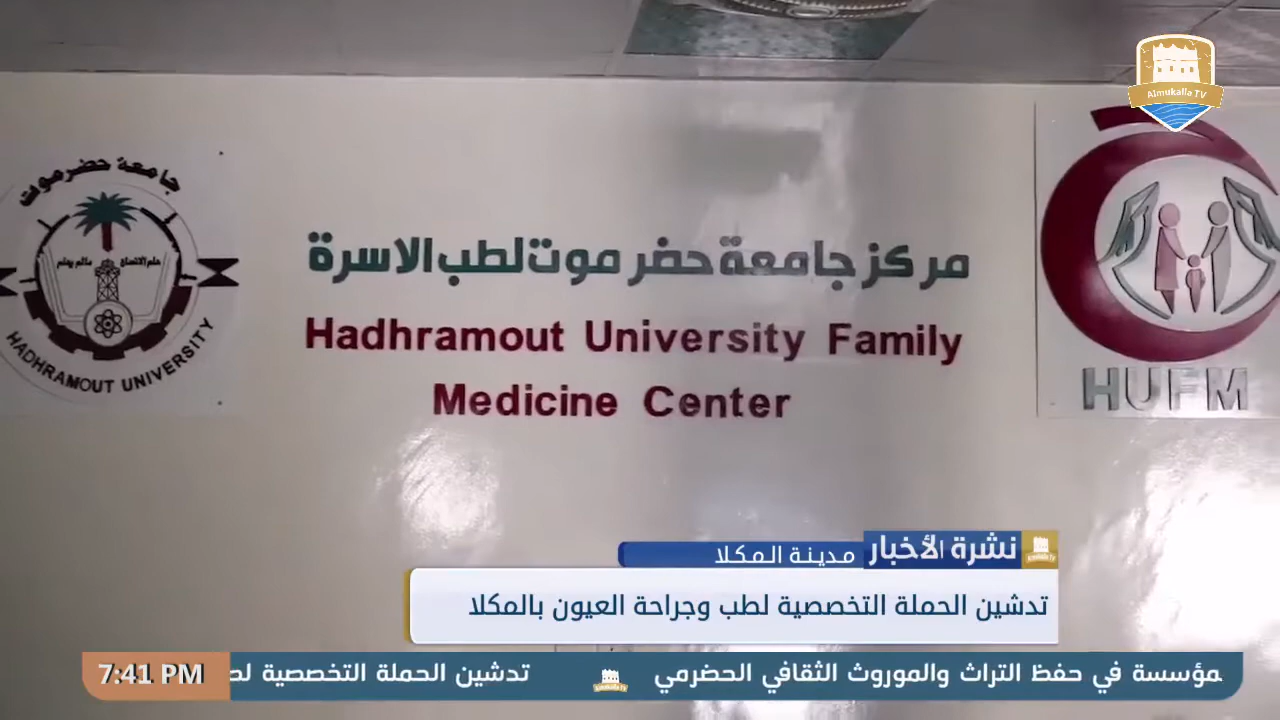 Almukalla TV
جامعة حضرموت
HADHRAMOUT UNIVERSITY
مركز جامعة حضرموت لطب الاسرة
Hadhramout University Family
Medicine Center
HUFM
نشرة الأخبار
مدينة المكلا
تدشين الحملة التخصصية لطب وجراحة العيون بالمكلا
مؤسسة في حفظ التراث والموروث الثقافي الحضرمي
تدشين الحملة التخصصية
7:41 PM